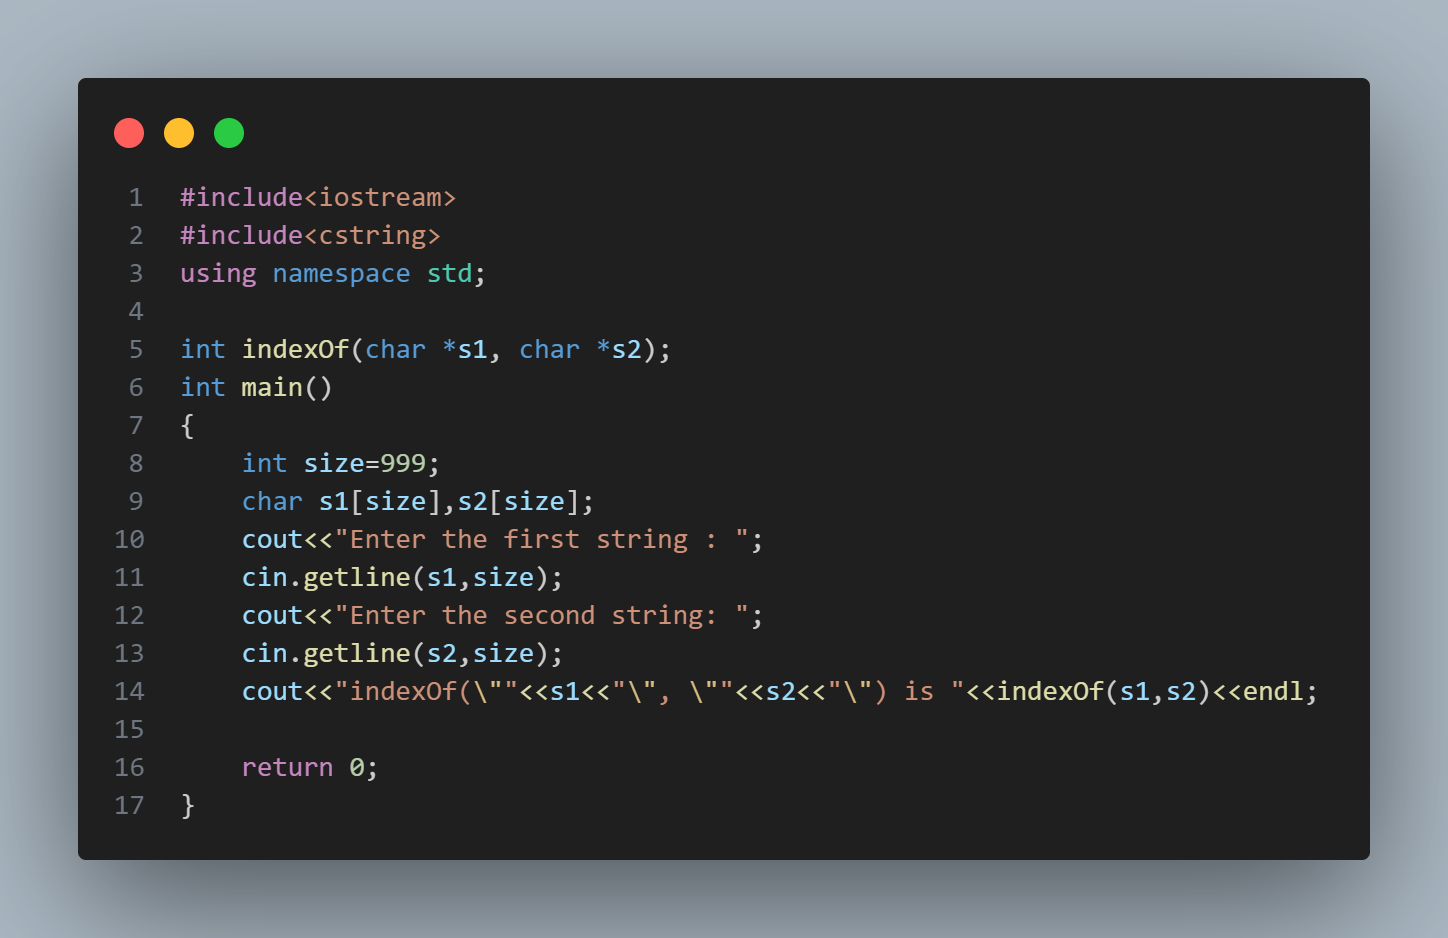 1 #include<iostream>
2 #include<cstring>
3 using namespace std;
4
5 int indexOf(char *s1, char *s2);
6 int main()
7 {
8     int size=999;
9     char s1[size],s2[size];
10     cout<<"Enter the first string : ";
11     cin.getline(s1,size);
12     cout<<"Enter the second string: ";
13     cin.getline(s2,size);
14     cout<<"indexOf(\""<<s1<<"\", \""<<s2<<"\") is "<<indexOf(s1,s2)<<endl;
15
16     return 0;
17 }